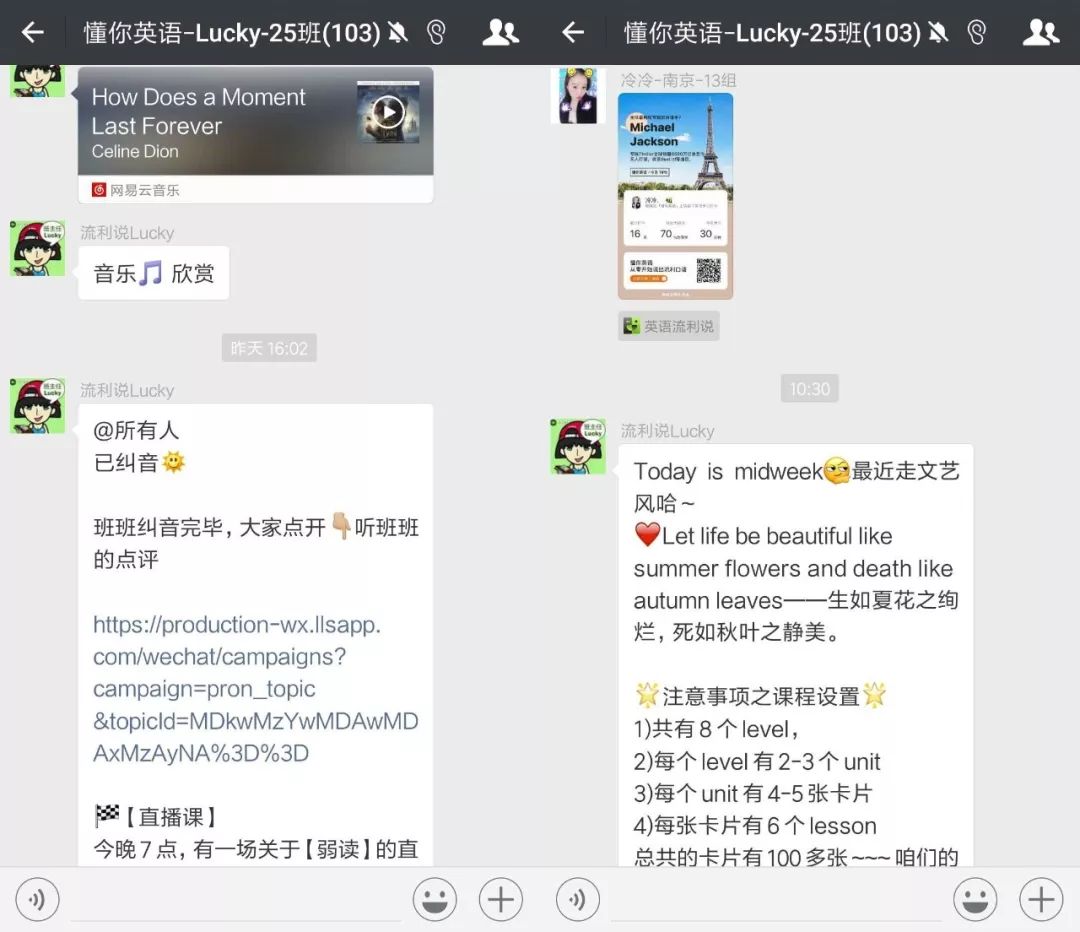 懂你英语-Lucky-25班(103)
How Does a Moment
Last Forever
Celine Dion
网易云音乐
流利说Lucky
音乐🎵 欣赏
昨天 16:02
流利说Lucky
@所有人
已纠音🌞
班班纠音完毕，大家点开👇🏼听班班
的点评
https://production-wx.llsapp.
com/wechat/campaigns?
campaign=pron_topic
&topicId=MDkwMzYwMDAwMD
AxMzAyNA%3D%3D
🏁【直播课】
今晚7点，有一场关于【弱读】的直
懂你英语-Lucky-25班(103)
冷冷-南京-13组
Michael
Jackson
冷冷
16
70
30
懂你英语
从零开始说出流利口语
英语流利说
10:30
流利说Lucky
Today is midweek🤔最近走文艺
风哈～
❤️Let life be beautiful like
summer flowers and death like
autumn leaves——生如夏花之绚
烂，死如秋叶之静美。
🌟注意事项之课程设置🌟
1)共有8个level，
2)每个level有2-3个unit
3)每个unit有4-5张卡片
4)每张卡片有6个lesson
总共的卡片有100多张~~~咱们的